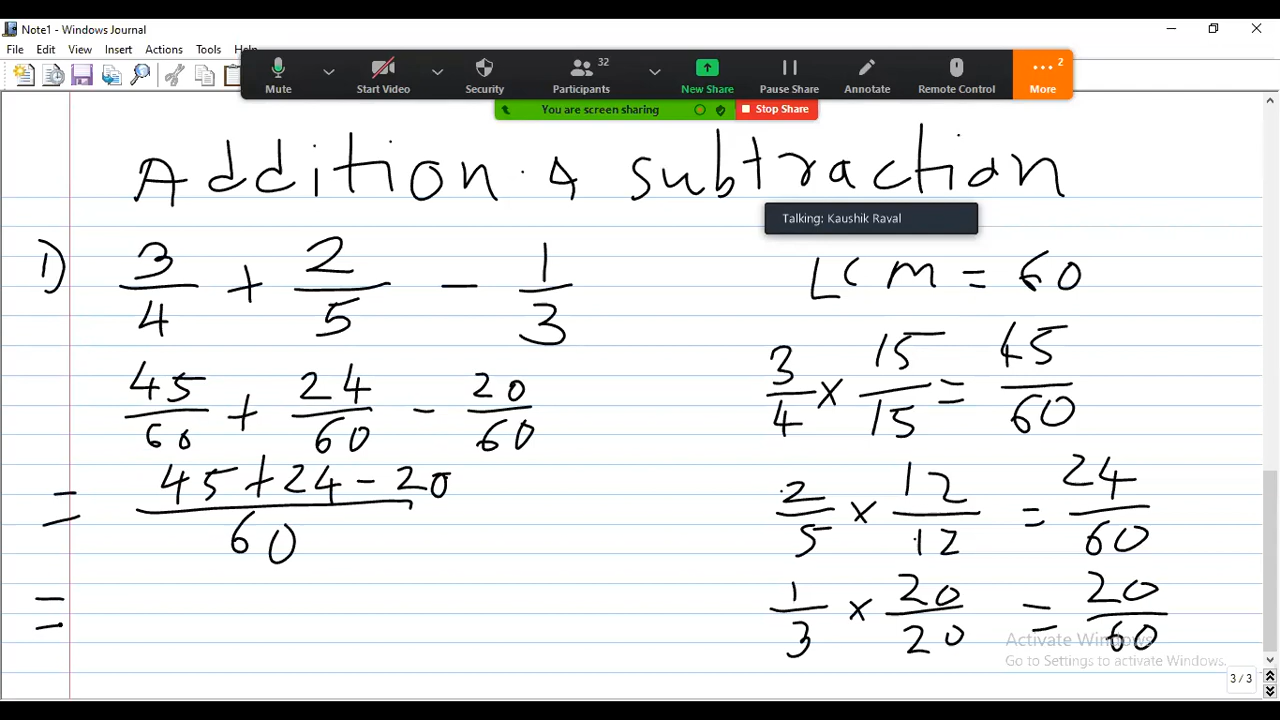 Note1 - Windows Journal
File Edit View Insert Actions Tools Help
Mute Start Video Security Participants 32 New Share Pause Share Annotate Remote Control More 2
You are screen sharing Stop Share
Addition & subtraction
Talking: Kaushik Raval
1) 3/4 + 2/5 - 1/3
LCM = 60
45/60 + 24/60 - 20/60
3/4 × 15/15 = 45/60
= 45+24-20/60
2/5 × 12/12 = 24/60
=
1/3 × 20/20 = 20/60
Activate Windows
Go to Settings to activate Windows.
3 / 3